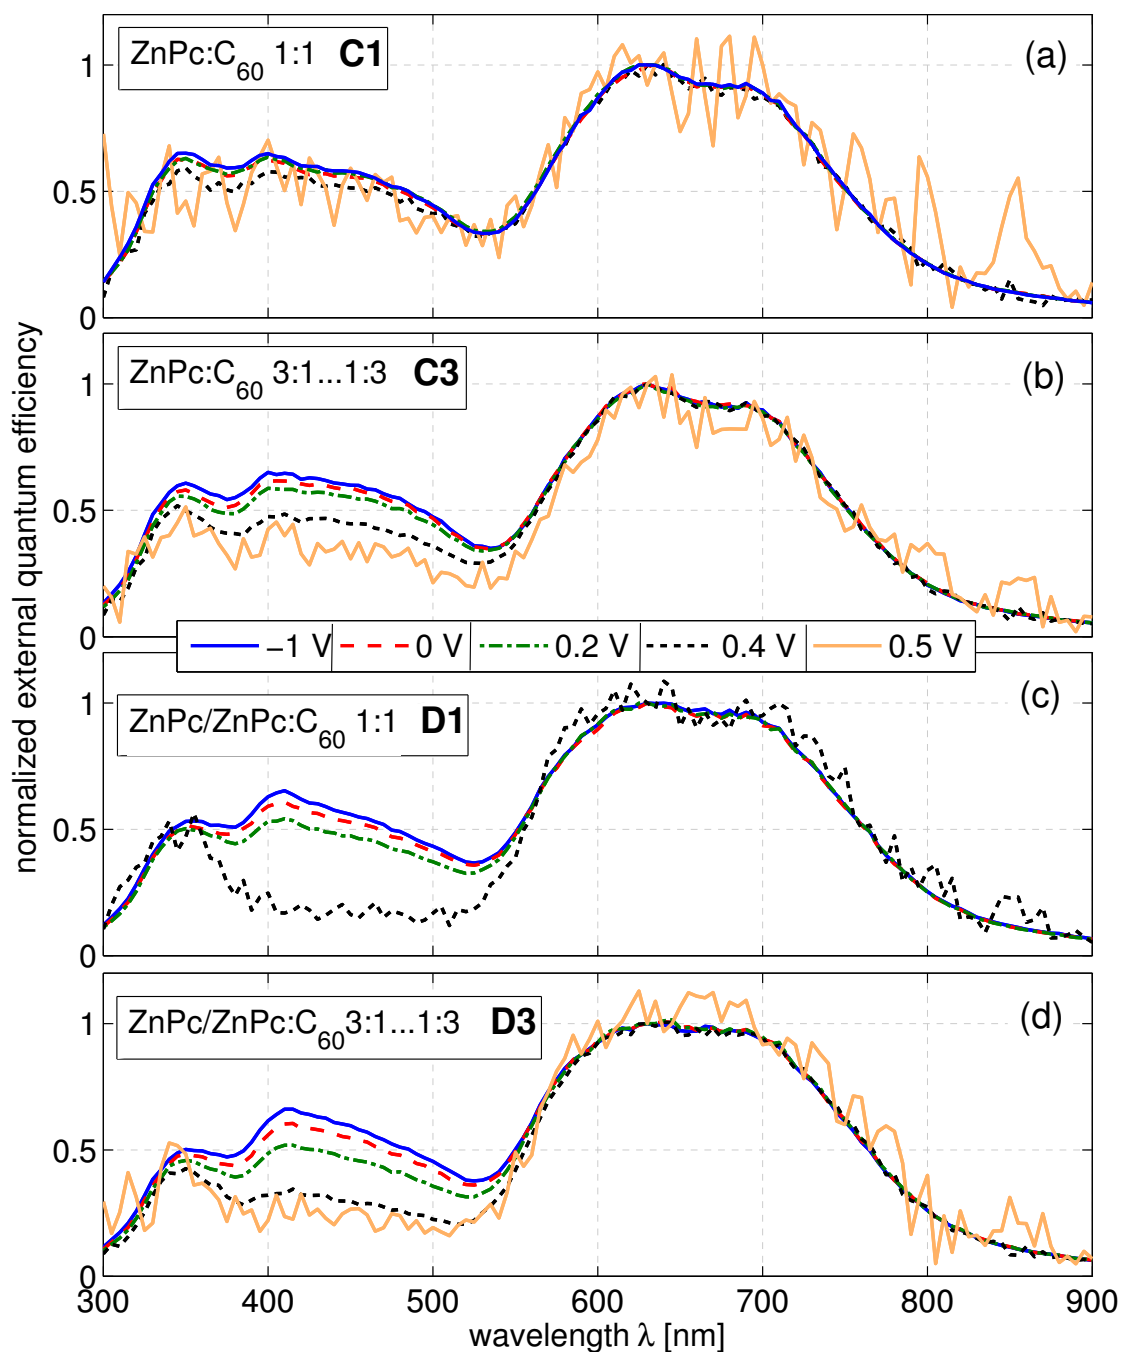 ZnPc:C60 1:1 C1
(a)
1
0.5
0
ZnPc:C60 3:1...1:3 C3
(b)
1
0.5
0
normalized external quantum efficiency
−1 V 0 V 0.2 V 0.4 V 0.5 V
ZnPc/ZnPc:C60 1:1 D1
(c)
1
0.5
0
ZnPc/ZnPc:C60 3:1...1:3 D3
(d)
1
0.5
0
300 400 500 600 700 800 900
wavelength λ [nm]